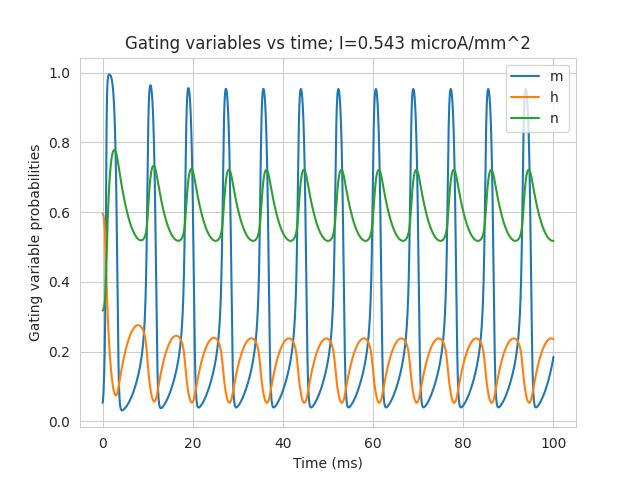 Gating variables vs time; I=0.543 microA/mm^2
Gating variable probabilities
1.0
0.8
0.6
0.4
0.2
0.0
m
h
n
0 20 40 60 80 100
Time (ms)